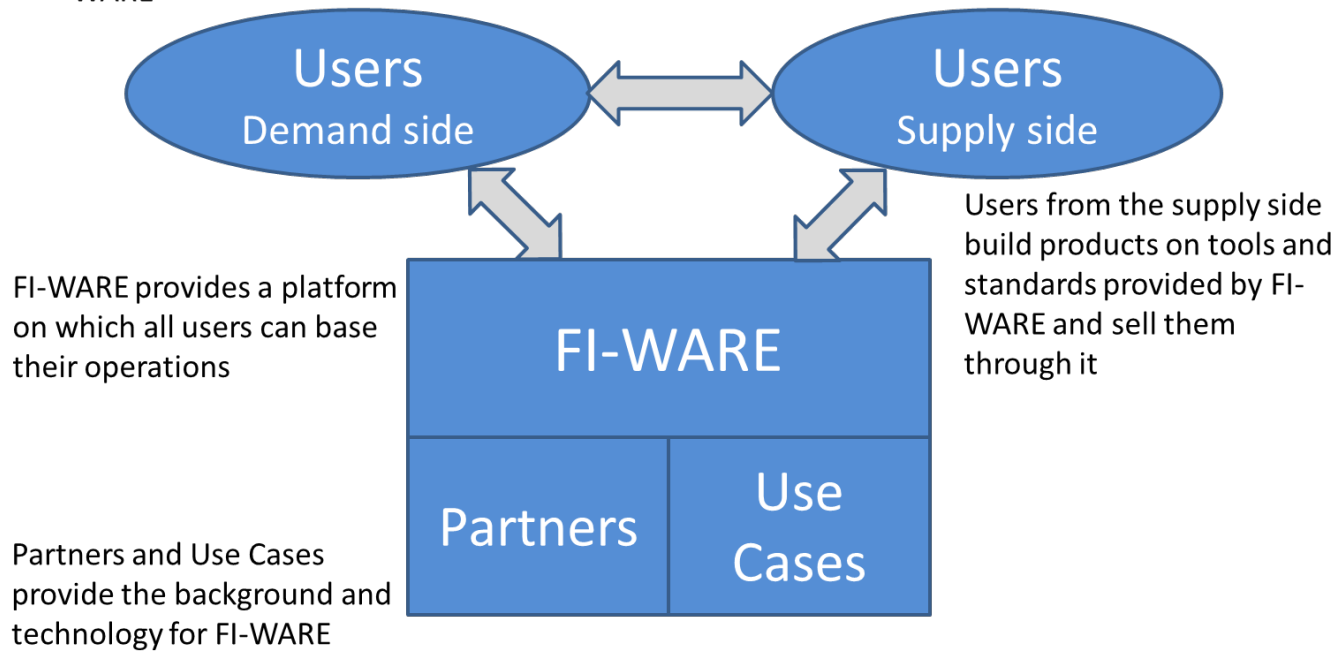 WARE
Users
Demand side
Users
Supply side
Users from the supply side
build products on tools and
standards provided by FI-
WARE and sell them
through it
FI-WARE provides a platform
on which all users can base
their operations
FI-WARE
Partners
Use
Cases
Partners and Use Cases
provide the background and
technology for FI-WARE